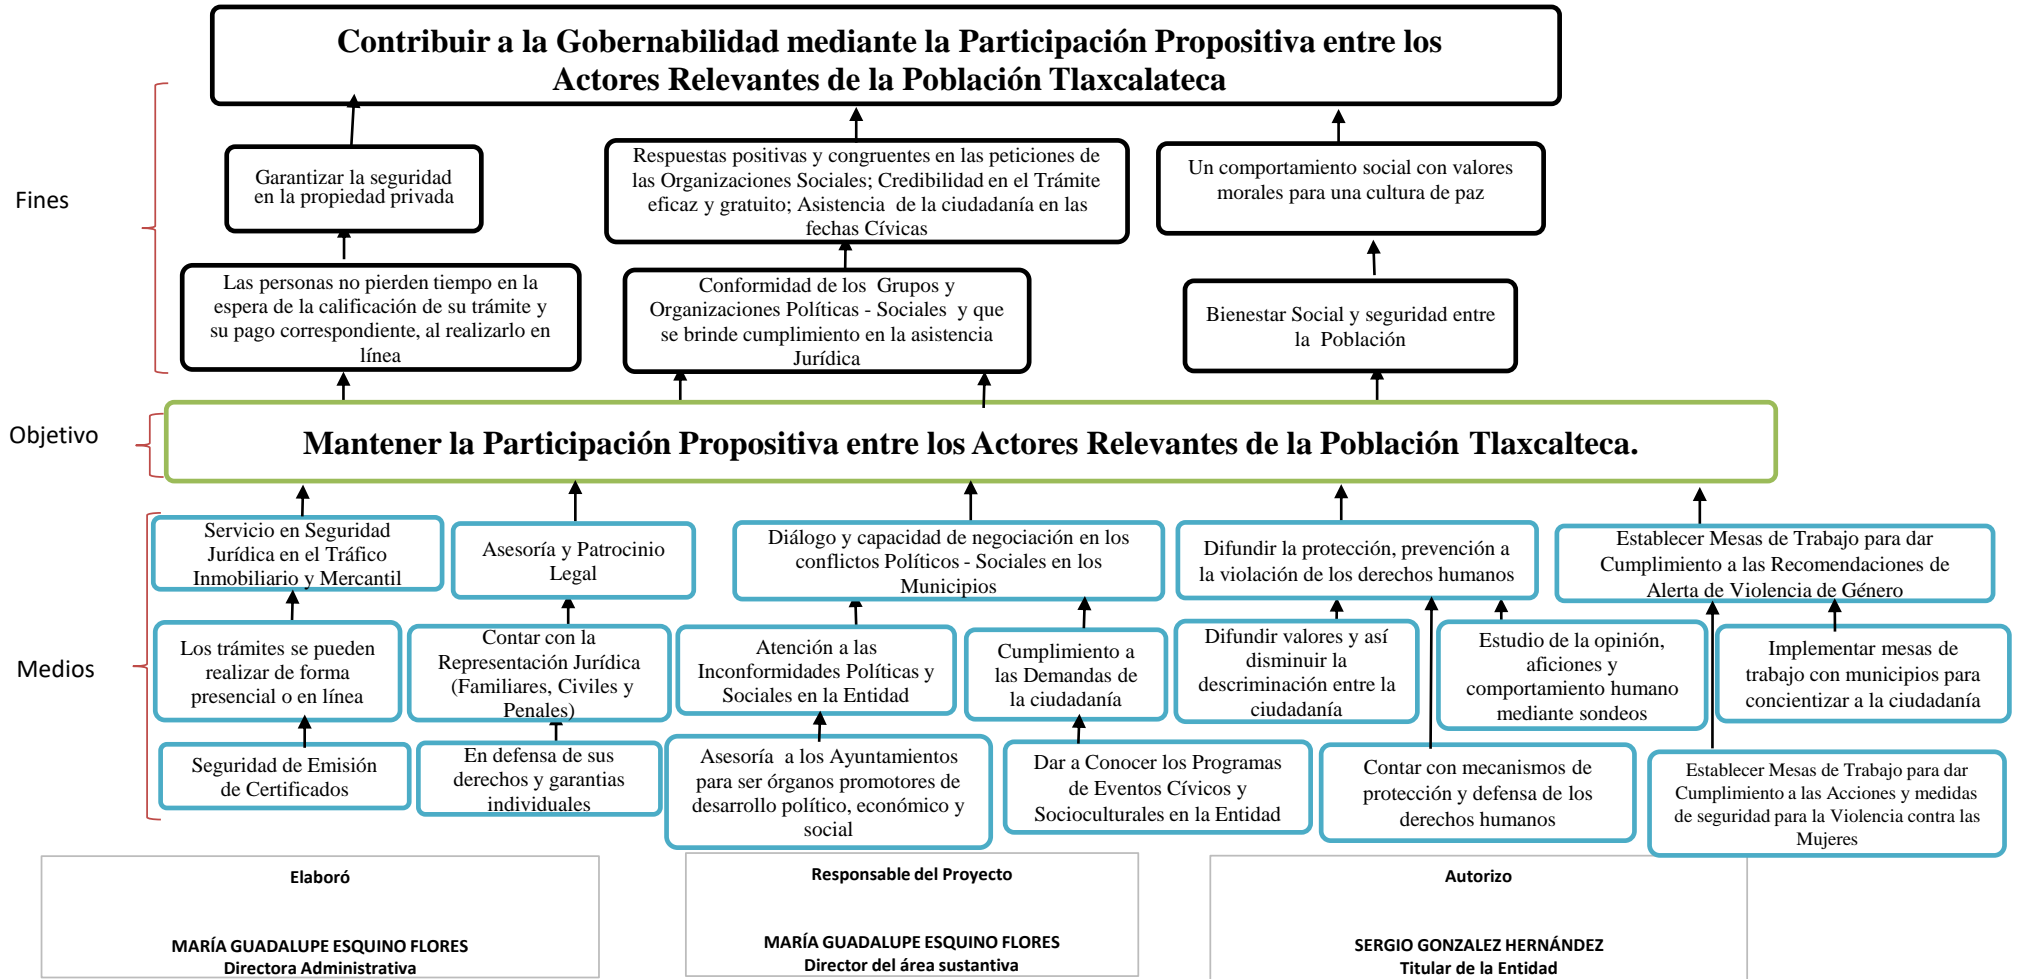 Contribuir a la Gobernabilidad mediante la Participación Propositiva entre los
Actores Relevantes de la Población Tlaxcalateca
Fines
Garantizar la seguridad
en la propiedad privada
Respuestas positivas y congruentes en las peticiones de
las Organizaciones Sociales; Credibilidad en el Trámite
eficaz y gratuito; Asistencia de la ciudadanía en las
fechas Cívicas
Un comportamiento social con valores
morales para una cultura de paz
Las personas no pierden tiempo en la
espera de la calificación de su trámite y
su pago correspondiente, al realizarlo en
línea
Conformidad de los Grupos y
Organizaciones Políticas - Sociales y que
se brinde cumplimiento en la asistencia
Jurídica
Bienestar Social y seguridad entre
la Población
Objetivo
Mantener la Participación Propositiva entre los Actores Relevantes de la Población Tlaxcalteca.
Medios
Servicio en Seguridad
Jurídica en el Tráfico
Inmobiliario y Mercantil
Asesoría y Patrocinio
Legal
Diálogo y capacidad de negociación en los
conflictos Políticos - Sociales en los
Municipios
Difundir la protección, prevención a
la violación de los derechos humanos
Establecer Mesas de Trabajo para dar
Cumplimiento a las Recomendaciones de
Alerta de Violencia de Género
Los trámites se pueden
realizar de forma
presencial o en línea
Contar con la
Representación Jurídica
(Familiares, Civiles y
Penales)
Atención a las
Inconformidades Políticas y
Sociales en la Entidad
Cumplimiento a
las Demandas de
la ciudadanía
Difundir valores y así
disminuir la
descriminación entre la
ciudadanía
Estudio de la opinión,
aficiones y
comportamiento humano
mediante sondeos
Implementar mesas de
trabajo con municipios para
concientizar a la ciudadanía
Seguridad de Emisión
de Certificados
En defensa de sus
derechos y garantias
individuales
Asesoría a los Ayuntamientos
para ser órganos promotores de
desarrollo político, económico y
social
Dar a Conocer los Programas
de Eventos Cívicos y
Socioculturales en la Entidad
Contar con mecanismos de
protección y defensa de los
derechos humanos
Establecer Mesas de Trabajo para dar
Cumplimiento a las Acciones y medidas
de seguridad para la Violencia contra las
Mujeres
Elaboró
MARÍA GUADALUPE ESQUINO FLORES
Directora Administrativa
Responsable del Proyecto
MARÍA GUADALUPE ESQUINO FLORES
Director del área sustantiva
Autorizo
SERGIO GONZALEZ HERNÁNDEZ
Titular de la Entidad